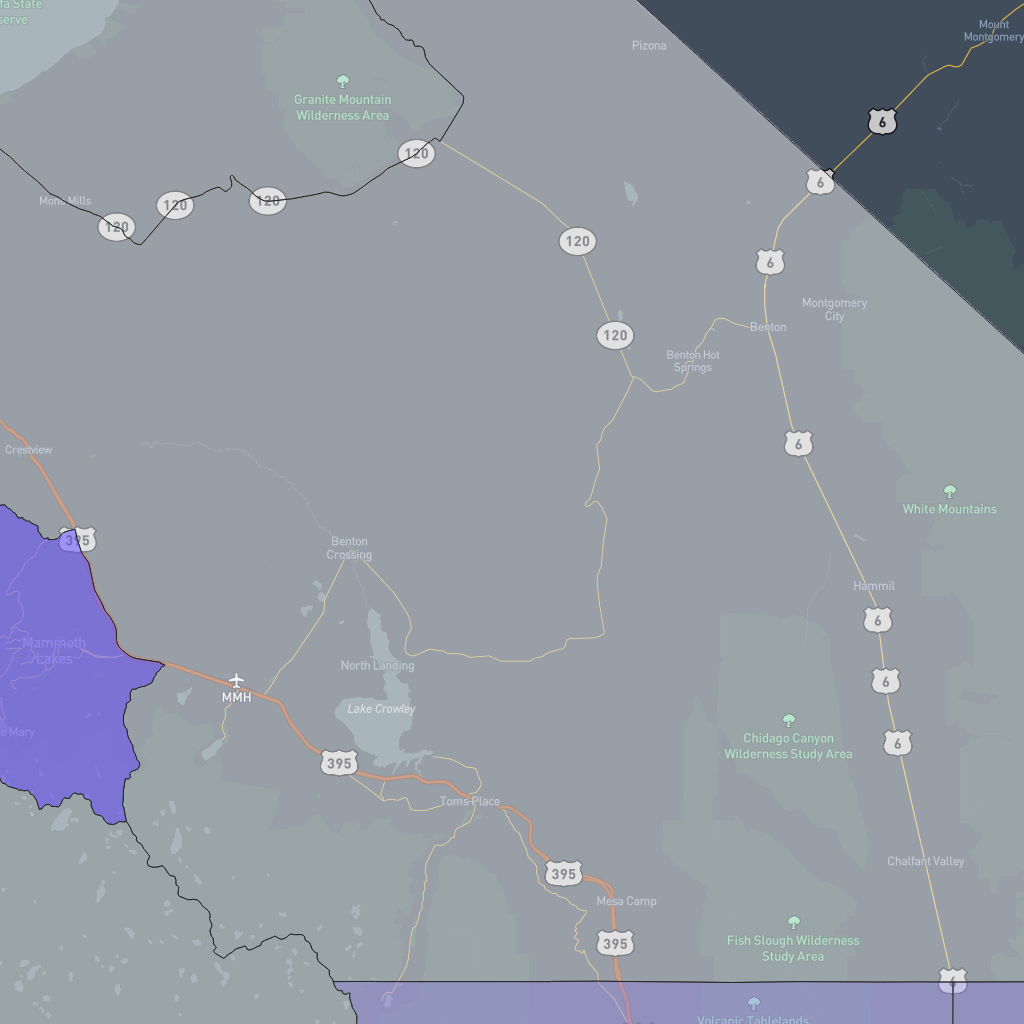 fa State
serve
Pizona
Mount
Montgomery
Granite Mountain
Wilderness Area
6
120
6
Mono Mills
120
120
120
120
6
Montgomery
City
Benton
120
Benton Hot
Springs
Crestview
6
White Mountains
395
Benton
Crossing
Hammil
6
Mammoth
Lakes
North Landing
6
MMH
Lake Crowley
e Mary
Chidago Canyon
Wilderness Study Area
6
395
Toms Place
Chalfant Valley
395
Mesa Camp
Fish Slough Wilderness
Study Area
395
6
Volcanic Tablelands